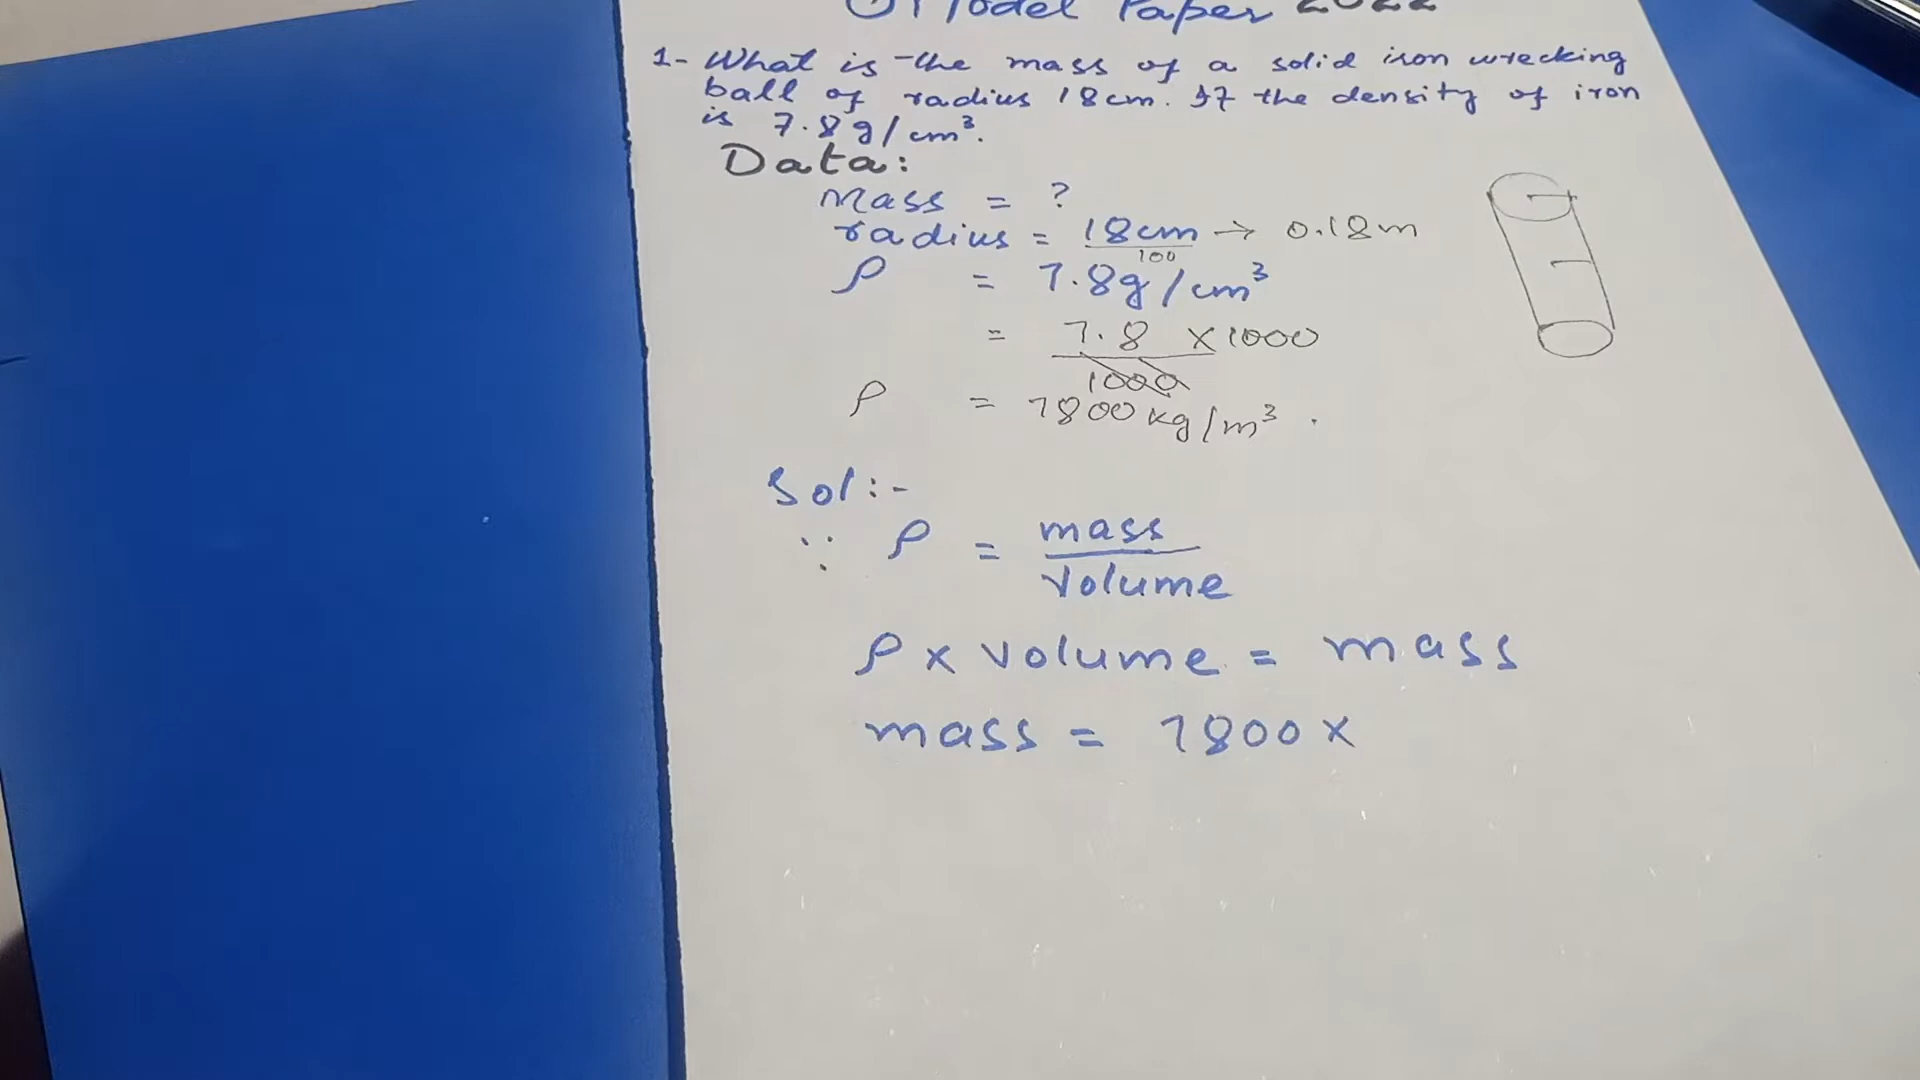 Model Paper 2022
1- What is the mass of a solid iron wrecking
ball of radius 18cm. If the density of iron
is 7.8g/cm³.
Data:
Mass = ?
radius = 18cm/100 → 0.18m
ρ = 7.8g/cm³
= 7.8 × 1000
1000
ρ = 7800 kg/m³.
Sol:-
∵ ρ = mass
volume
ρ x volume = mass
mass = 7800 x